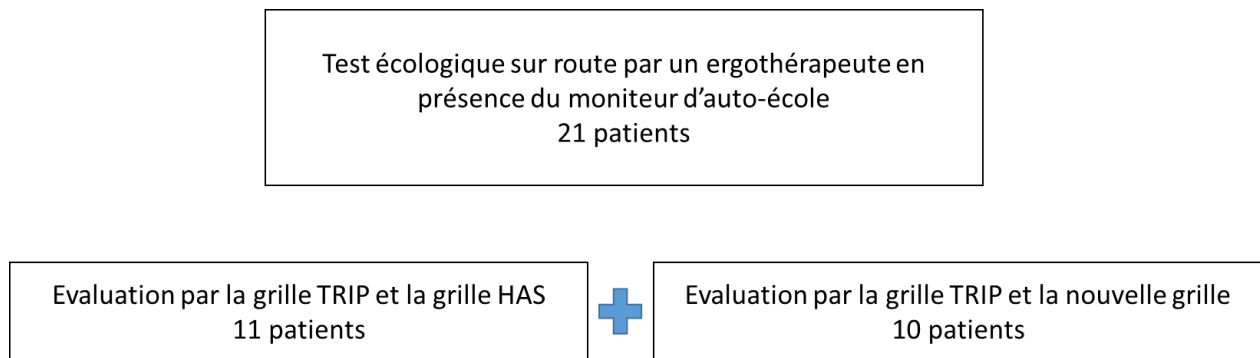 Test écologique sur route par un ergothérapeute en
présence du moniteur d'auto-école
21 patients
Evaluation par la grille TRIP et la grille HAS
11 patients
Evaluation par la grille TRIP et la nouvelle grille
10 patients